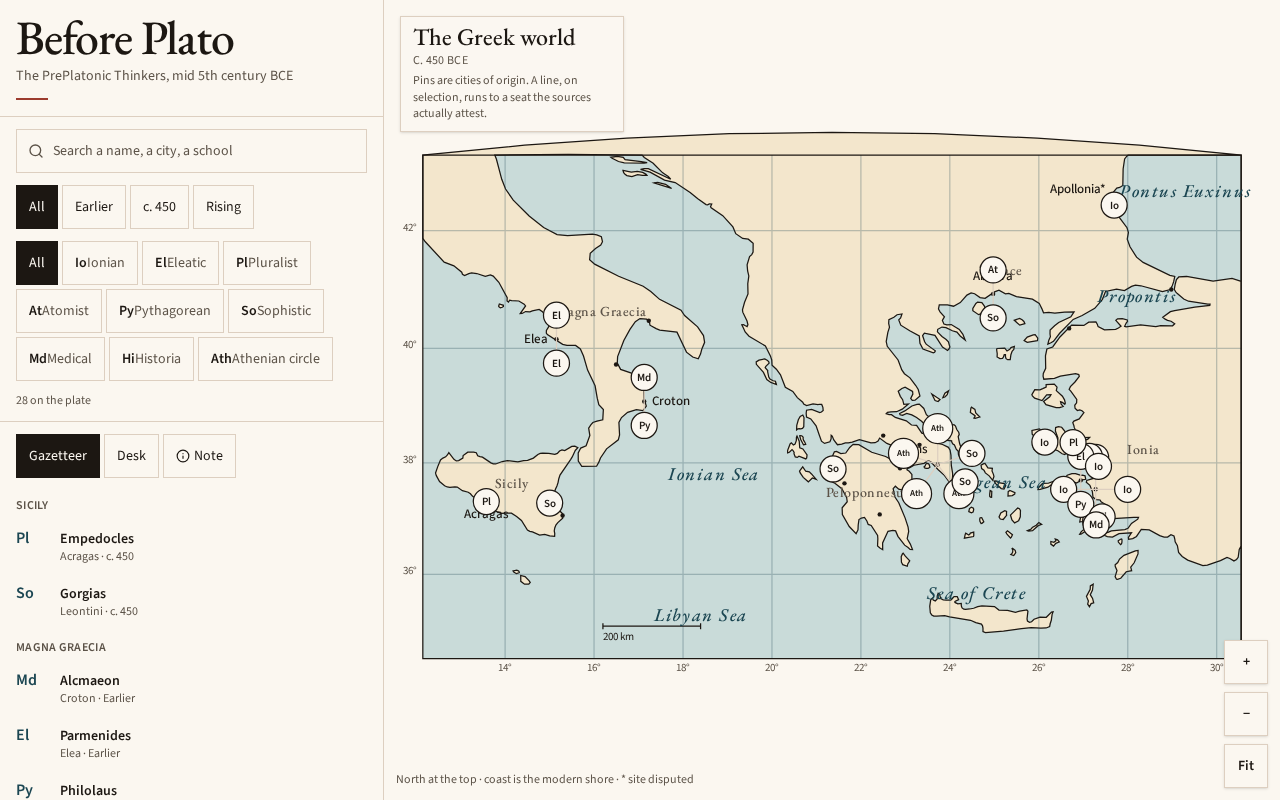 Before Plato
The PrePlatonic Thinkers, mid 5th century BCE
Search a name, a city, a school
All Earlier c. 450 Rising
All IoIonian ElEleatic PlPluralist
AtAtomist PyPythagorean SoSophistic
MdMedical HiHistoria AthAthenian circle
28 on the plate
Gazetteer Desk Note
SICILY
Pl Empedocles
Acragas · c. 450
So Gorgias
Leontini · c. 450
MAGNA GRAECIA
Md Alcmaeon
Croton · Earlier
El Parmenides
Elea · Earlier
Py Philolaus
The Greek world
C. 450 BCE
Pins are cities of origin. A line, on
selection, runs to a seat the sources
actually attest.
Apollonia* Pontus Euxinus
Io
42°
At
Propontis
El
So
Elea
40°
El
Md
Croton
Py
Ath
Io Pl
El
Ionia
Ath
So
38°
So
Io
Ionian Sea
Sicily
So
Io
Io
Peloponnes
Ath
Pl
So
Py
Acragas
Md
36°
Sea of Crete
Libyan Sea
200 km
14° 16° 18° 20° 22° 24° 26° 28° 30°
+
−
Fit
North at the top · coast is the modern shore · * site disputed